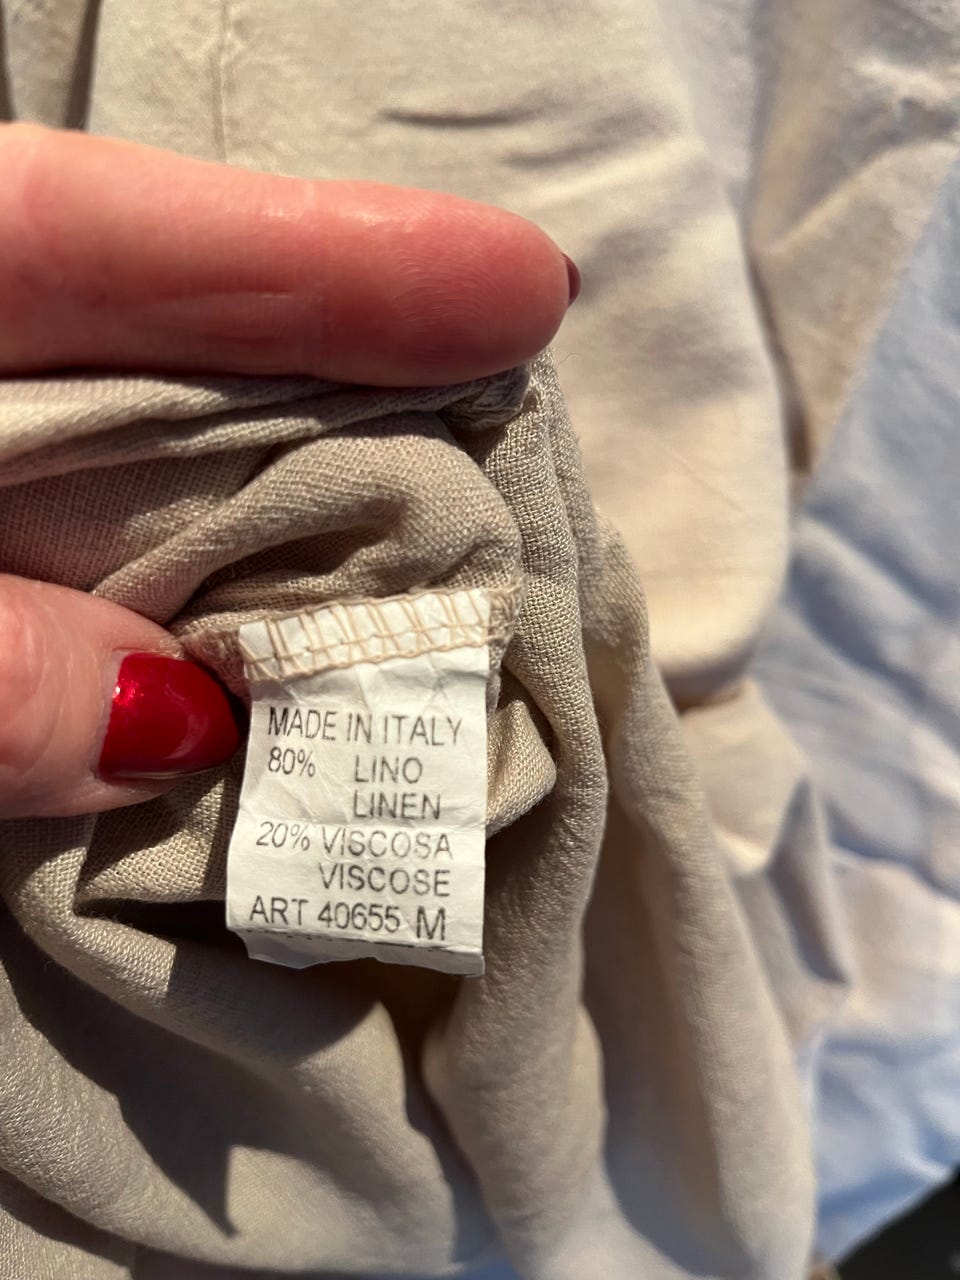 MADE IN ITALY
80% LINO
LINEN
20% VISCOSA
VISCOSE
ART 40655 M